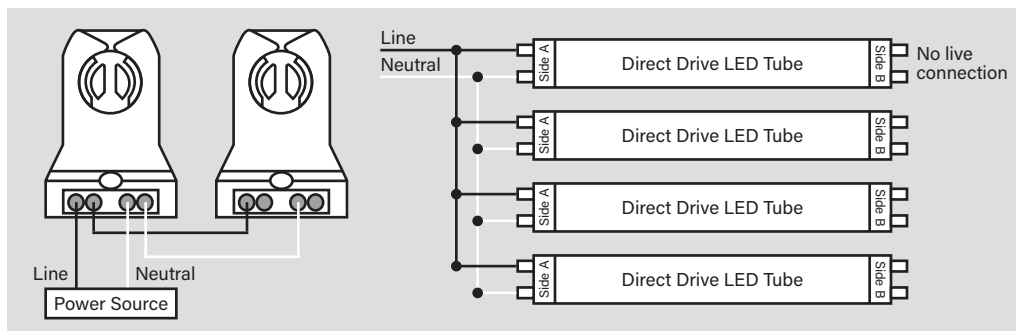 Line
Neutral
Power Source
Line
Neutral
Side A
Direct Drive LED Tube
Side B
No live
connection
Side A
Direct Drive LED Tube
Side B
Side A
Direct Drive LED Tube
Side B
Side A
Direct Drive LED Tube
Side B